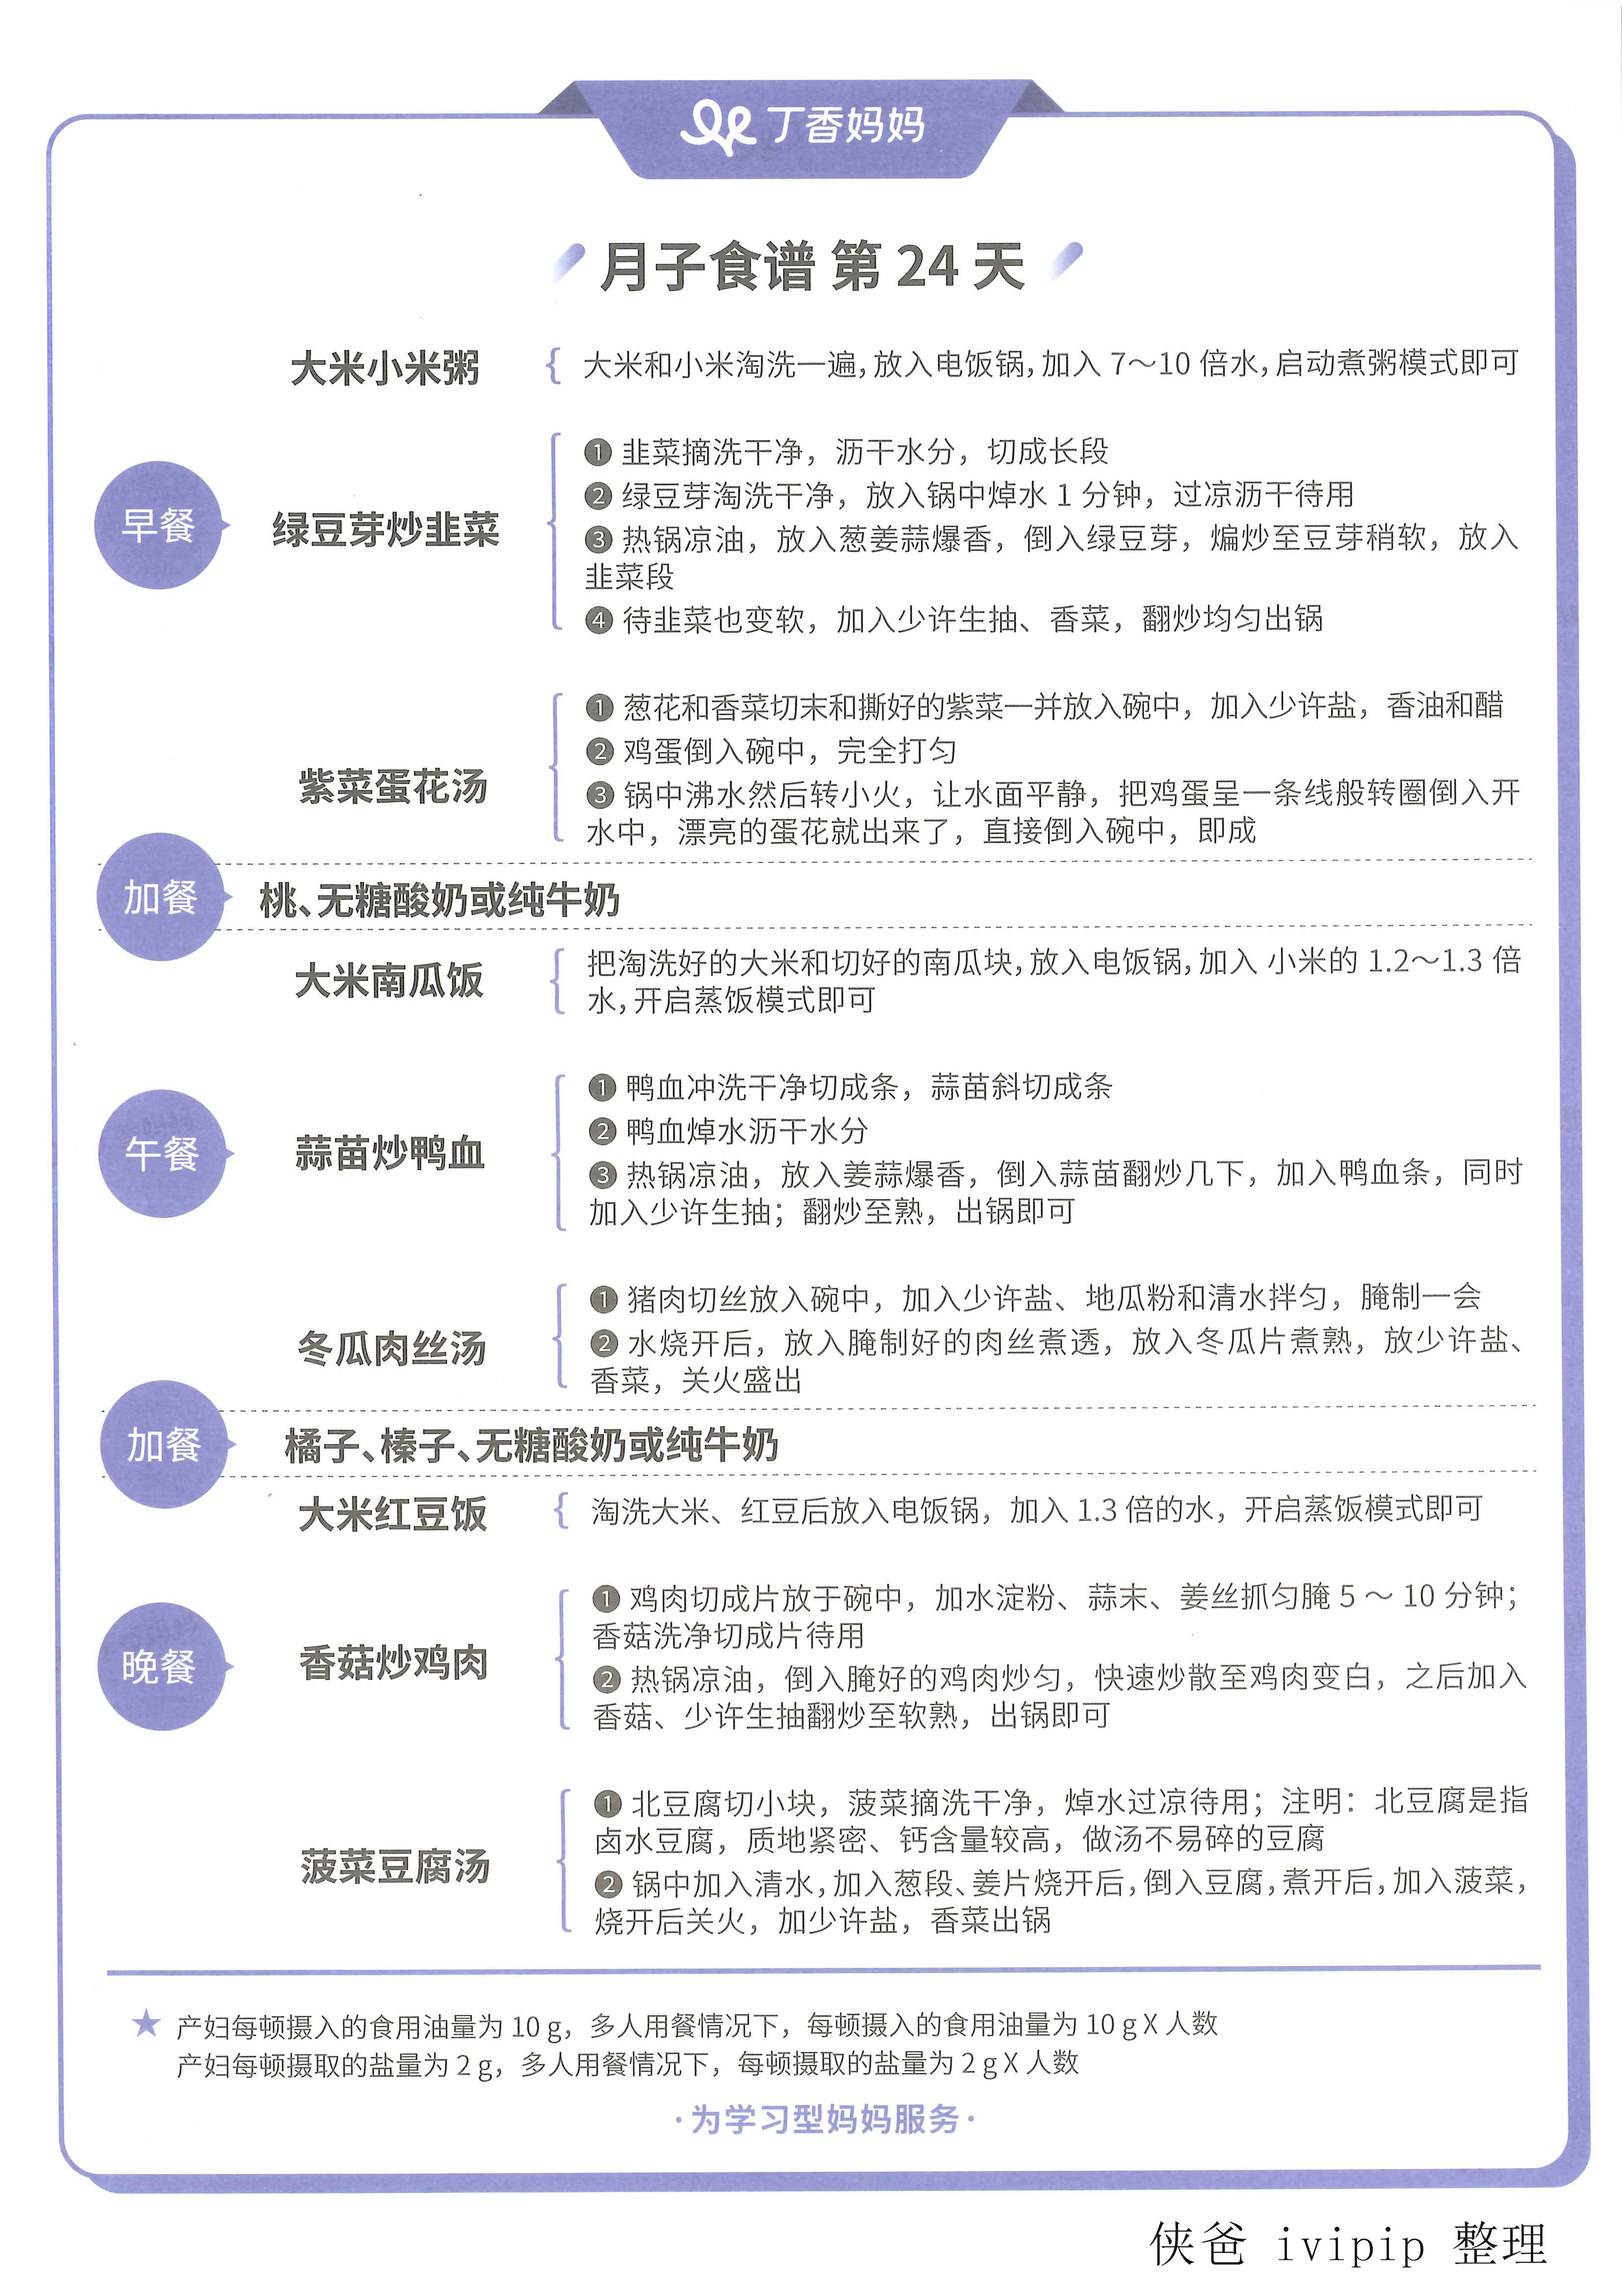 丁香妈妈
月子食谱 第 24 天
大米小米粥
大米和小米淘洗一遍,放入电饭锅,加入 7～10 倍水,启动煮粥模式即可
早餐
绿豆芽炒韭菜
❶ 韭菜摘洗干净，沥干水分，切成长段
❷ 绿豆芽淘洗干净，放入锅中焯水 1 分钟，过凉沥干待用
❸ 热锅凉油，放入葱姜蒜爆香，倒入绿豆芽，煸炒至豆芽稍软，放入
韭菜段
❹ 待韭菜也变软，加入少许生抽、香菜，翻炒均匀出锅
紫菜蛋花汤
❶ 葱花和香菜切末和撕好的紫菜一并放入碗中，加入少许盐，香油和醋
❷ 鸡蛋倒入碗中，完全打匀
❸ 锅中沸水然后转小火，让水面平静，把鸡蛋呈一条线般转圈倒入开
水中，漂亮的蛋花就出来了，直接倒入碗中，即成
加餐
桃、无糖酸奶或纯牛奶
大米南瓜饭
把淘洗好的大米和切好的南瓜块,放入电饭锅,加入 小米的 1.2～1.3 倍
水,开启蒸饭模式即可
午餐
蒜苗炒鸭血
❶ 鸭血冲洗干净切成条，蒜苗斜切成条
❷ 鸭血焯水沥干水分
❸ 热锅凉油，放入姜蒜爆香，倒入蒜苗翻炒几下，加入鸭血条，同时
加入少许生抽；翻炒至熟，出锅即可
冬瓜肉丝汤
❶ 猪肉切丝放入碗中，加入少许盐、地瓜粉和清水拌匀，腌制一会
❷ 水烧开后，放入腌制好的肉丝煮透，放入冬瓜片煮熟，放少许盐、
香菜，关火盛出
加餐
橘子、榛子、无糖酸奶或纯牛奶
大米红豆饭
淘洗大米、红豆后放入电饭锅，加入 1.3 倍的水，开启蒸饭模式即可
晚餐
香菇炒鸡肉
❶ 鸡肉切成片放于碗中，加水淀粉、蒜末、姜丝抓匀腌 5 ～ 10 分钟；
香菇洗净切成片待用
❷ 热锅凉油，倒入腌好的鸡肉炒匀，快速炒散至鸡肉变白，之后加入
香菇、少许生抽翻炒至软熟，出锅即可
菠菜豆腐汤
❶ 北豆腐切小块，菠菜摘洗干净，焯水过凉待用；注明：北豆腐是指
卤水豆腐，质地紧密、钙含量较高，做汤不易碎的豆腐
❷ 锅中加入清水,加入葱段、姜片烧开后,倒入豆腐,煮开后,加入菠菜，
烧开后关火，加少许盐，香菜出锅
★ 产妇每顿摄入的食用油量为 10 g，多人用餐情况下，每顿摄入的食用油量为 10 g X 人数
产妇每顿摄取的盐量为 2 g，多人用餐情况下，每顿摄取的盐量为 2 g X 人数
·为学习型妈妈服务·
侠爸 ivipip 整理